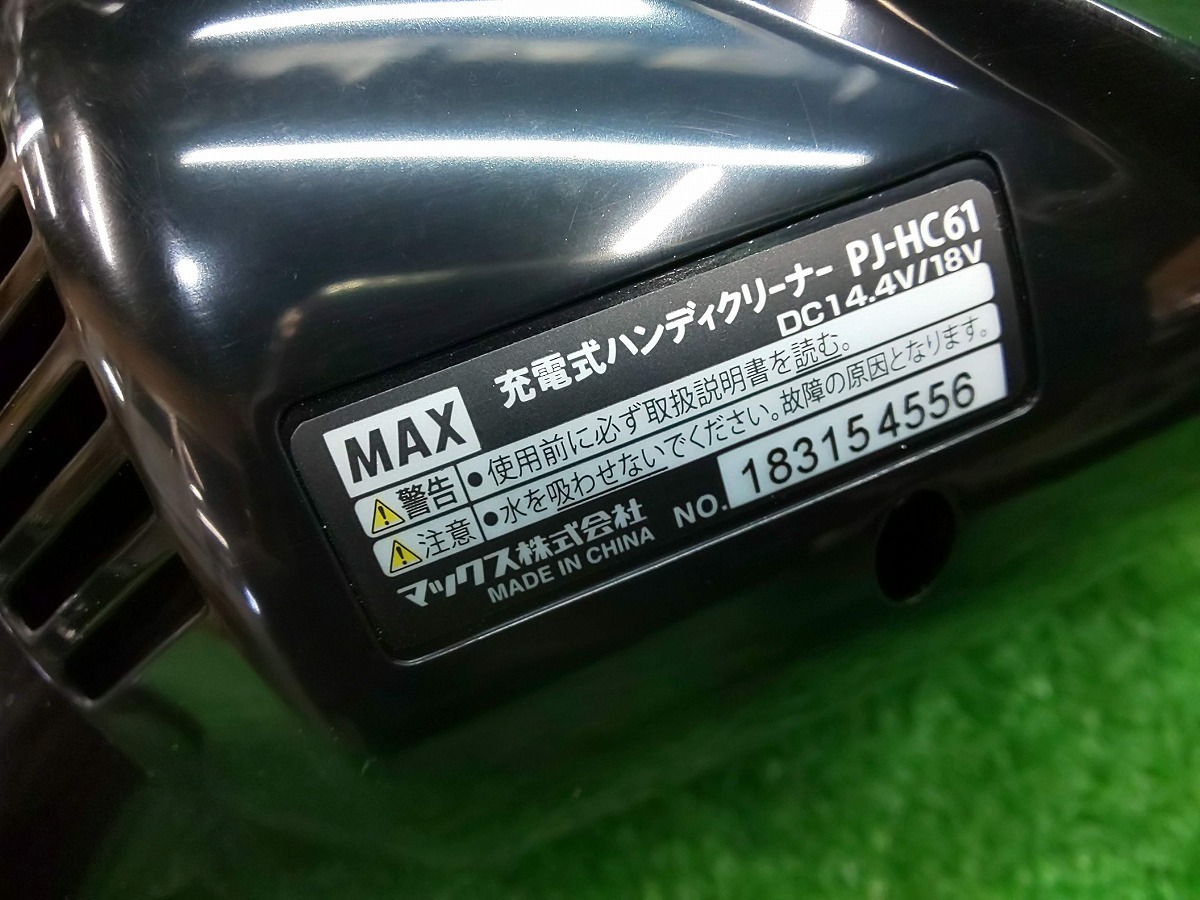 MAX 充電式ハンディクリーナー PJ-HC61
DC14.4V/18V
警告 ●使用前に必ず取扱説明書を読む。
注意 ●水を吸わせないでください。故障の原因となります。
マックス株式会社 NO. 183154556
MADE IN CHINA